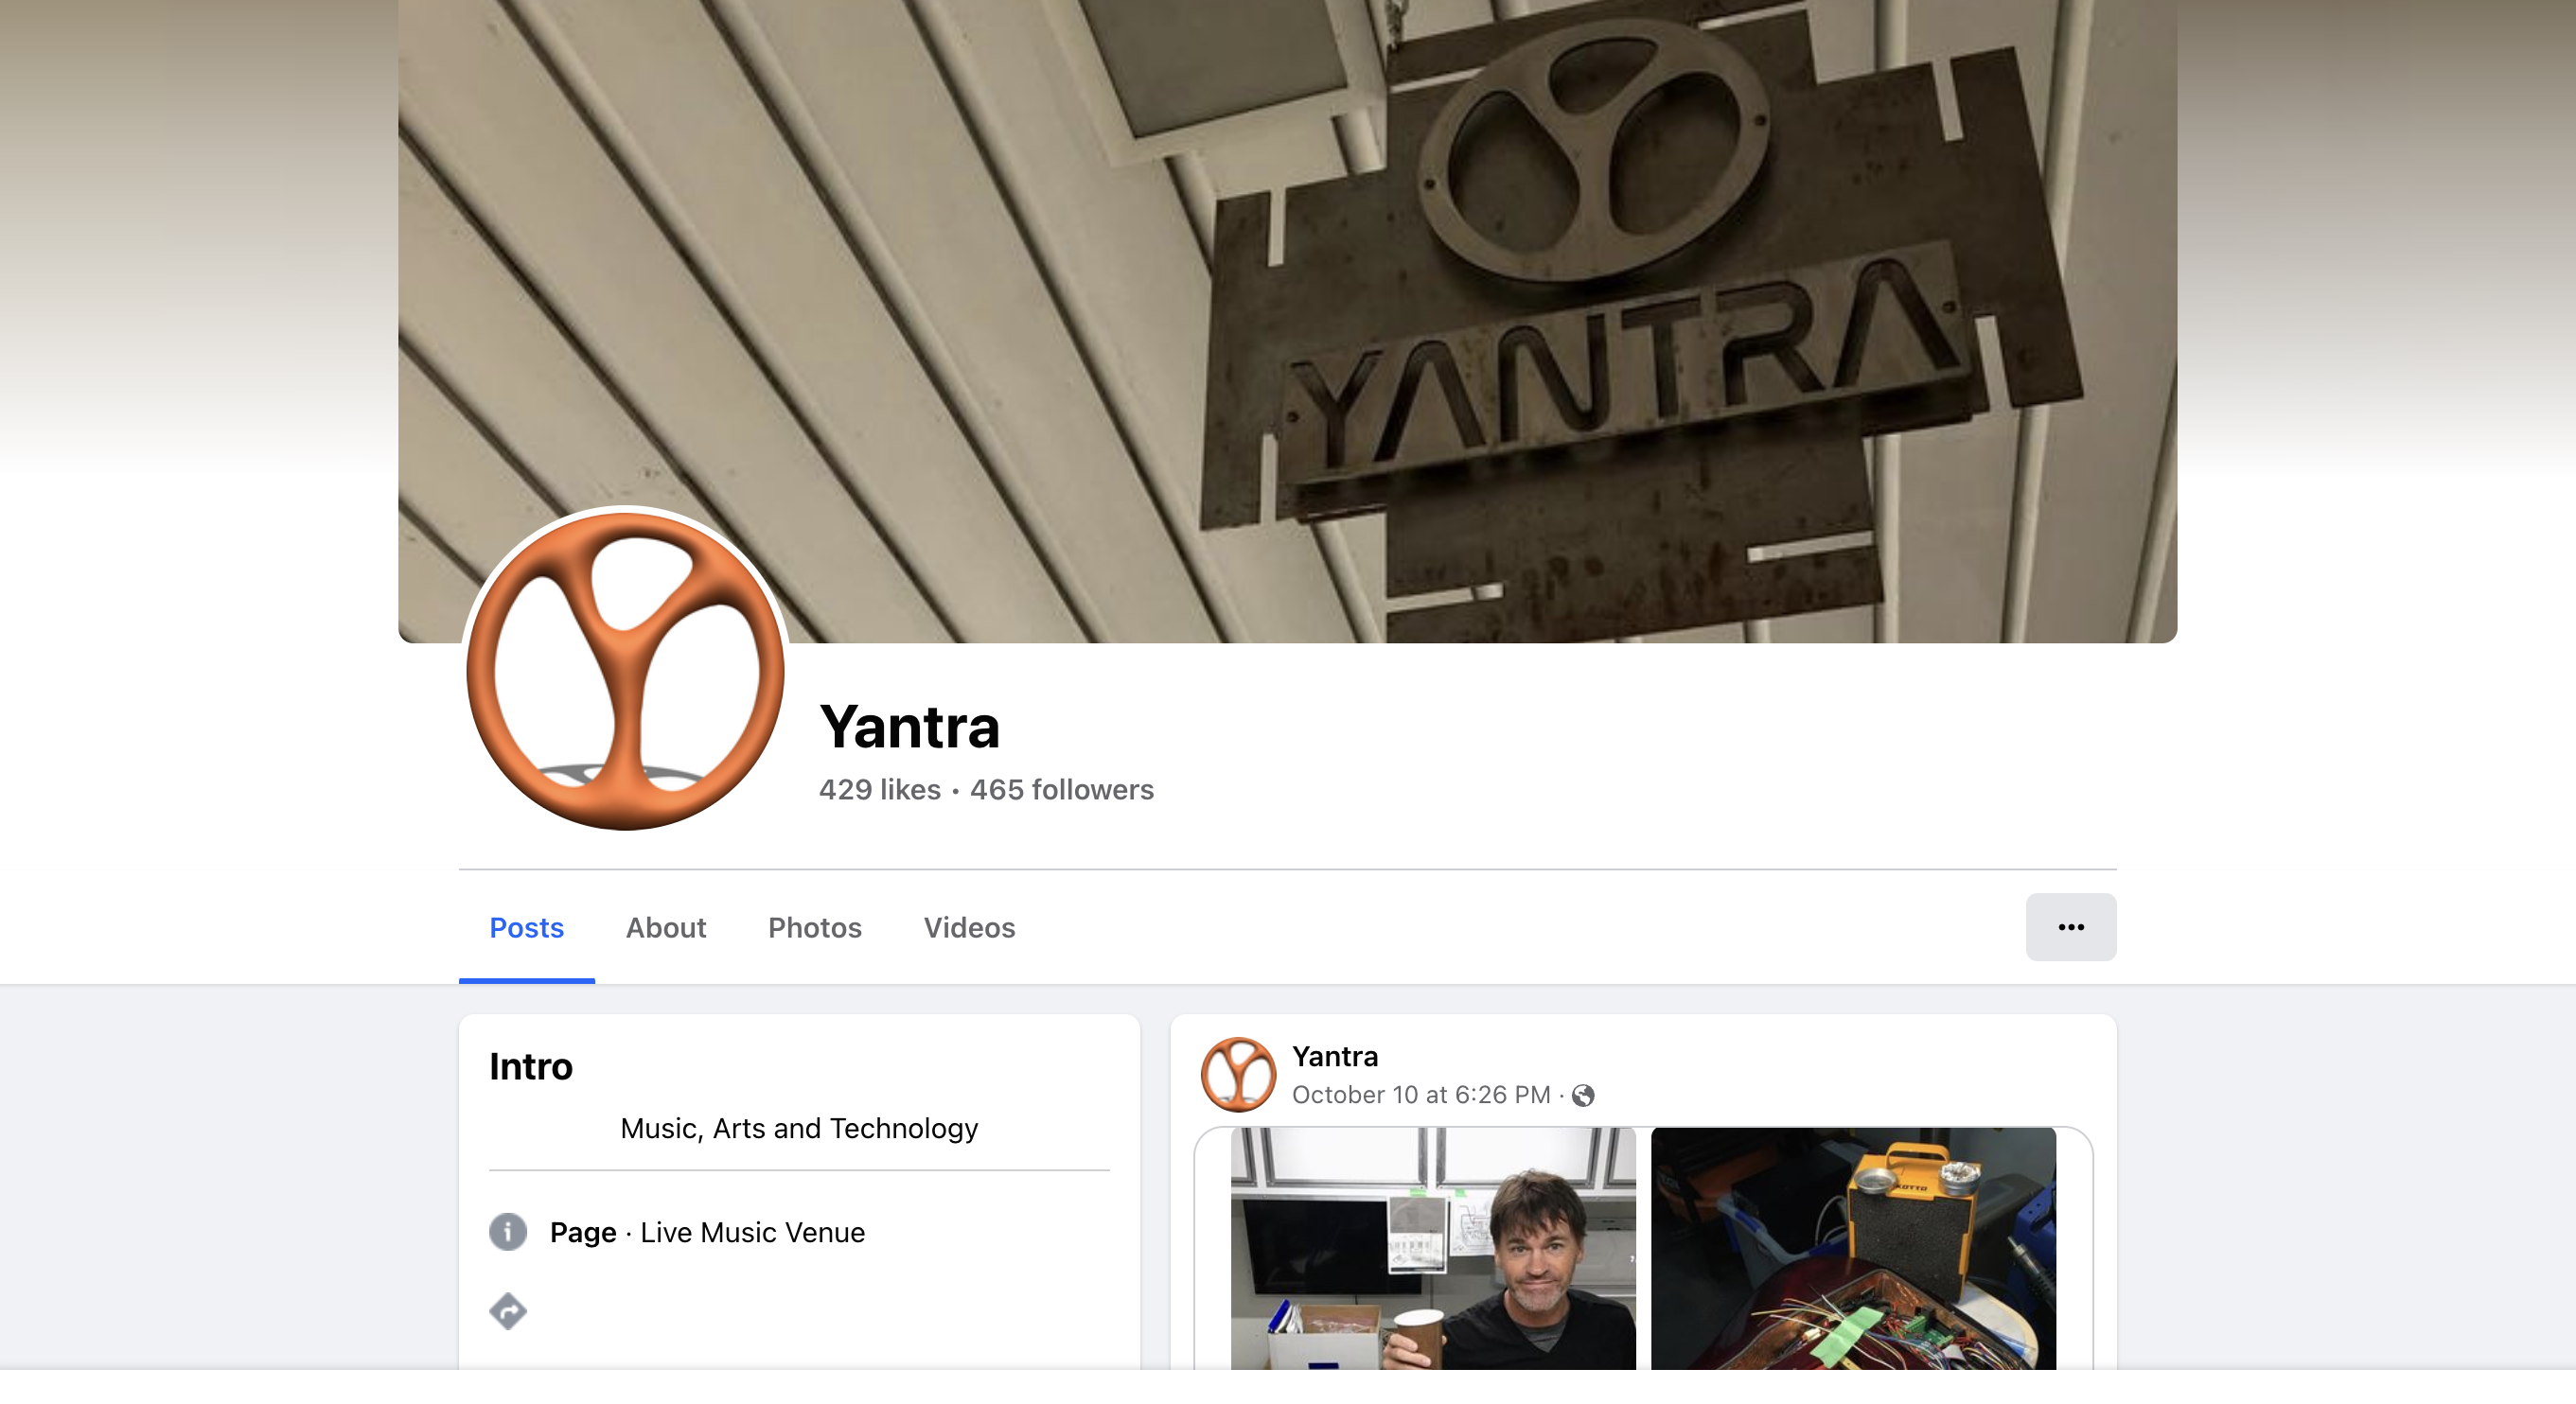 YANTRA
Yantra
429 likes · 465 followers
Posts
About
Photos
Videos
Intro
Music, Arts and Technology
Page · Live Music Venue
Yantra
October 10 at 6:26 PM ·